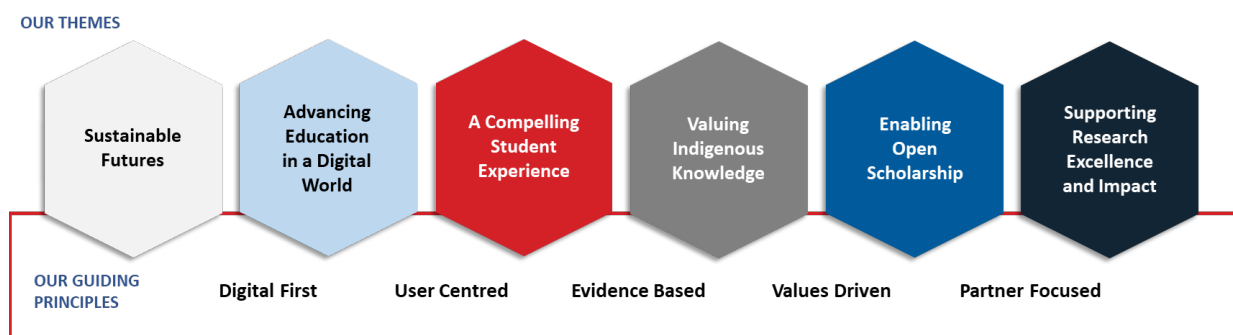 OUR THEMES
Sustainable
Futures
Advancing
Education
in a Digital
World
A Compelling
Student
Experience
Valuing
Indigenous
Knowledge
Enabling
Open
Scholarship
Supporting
Research
Excellence
and Impact
OUR GUIDING
PRINCIPLES
Digital First
User Centred
Evidence Based
Values Driven
Partner Focused